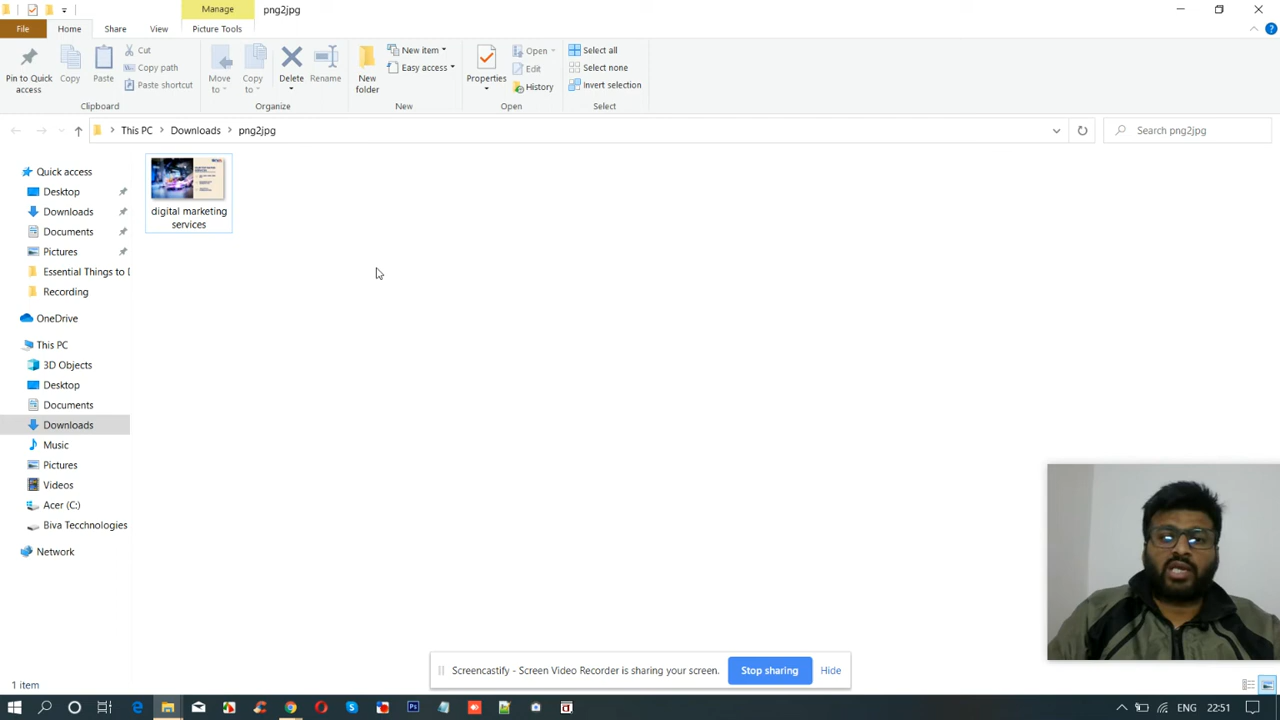 Manage
png2jpg
File
Home
Share
View
Picture Tools
Pin to Quick
access
Copy
Paste
Cut
Copy path
Paste shortcut
Clipboard
Move
to
Copy
to
Delete
Rename
Organize
New
folder
New item
Easy access
New
Properties
Open
Edit
History
Open
Select all
Select none
Invert selection
Select
This PC
Downloads
png2jpg
Search png2jpg
Quick access
Desktop
Downloads
Documents
Pictures
Essential Things to D
Recording
OneDrive
This PC
3D Objects
Desktop
Documents
Downloads
Music
Pictures
Videos
Acer (C:)
Biva Tecchnologies
Network
digital marketing
services
Screencastify - Screen Video Recorder is sharing your screen.
Stop sharing
Hide
1 item
ENG
22:51